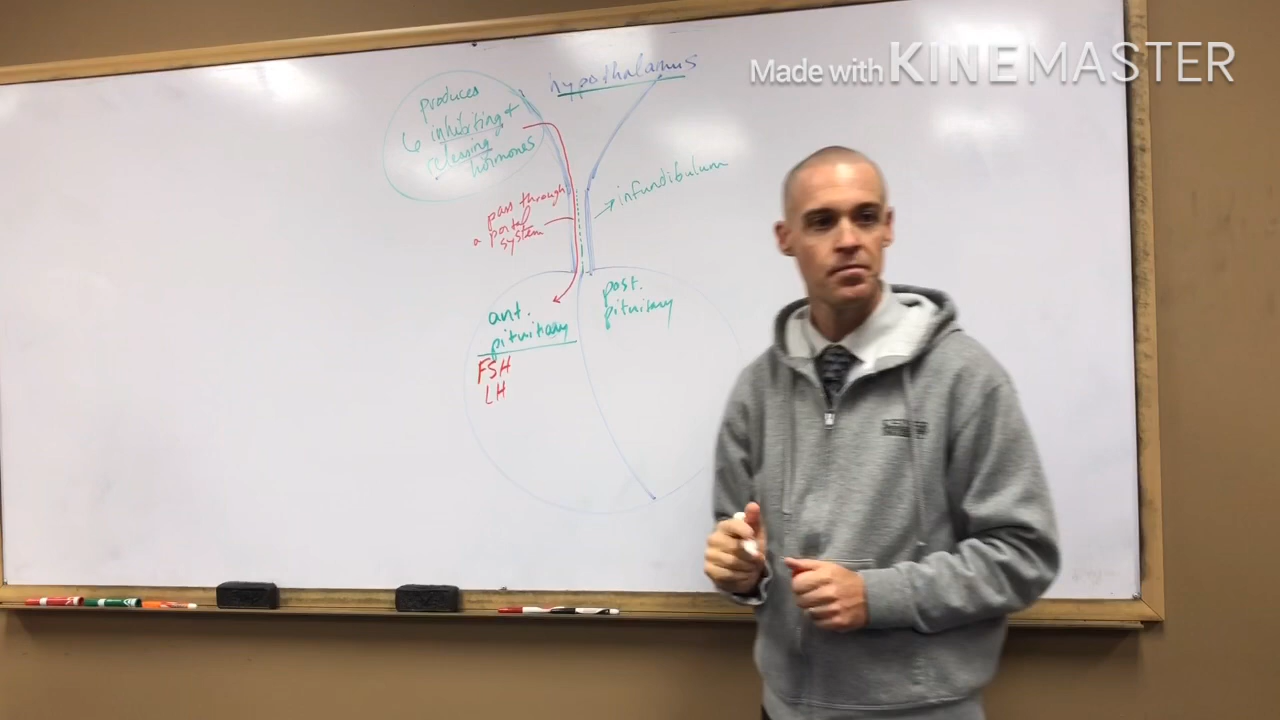 Made with KINEMASTER
hypothalamus
produces
6 inhibiting +
releasing
hormones
pass through
a portal
system
infundibulum
ant.
pituitary
FSH
LH
post.
pituitary